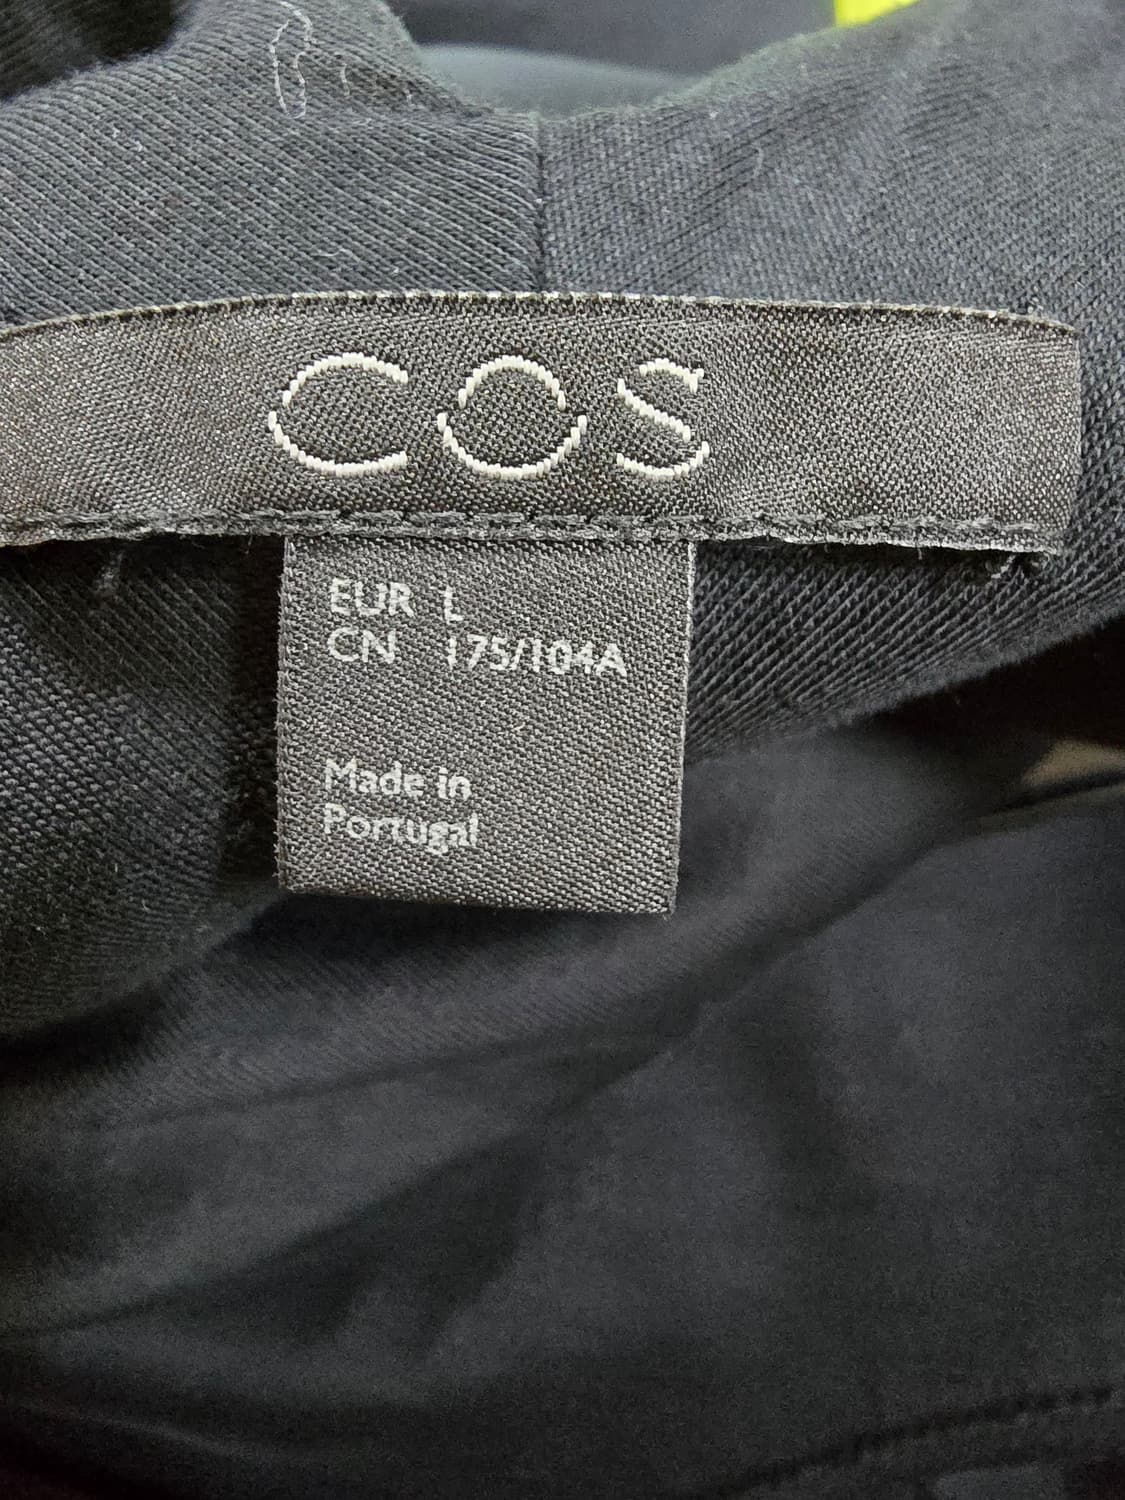 COS
EUR L
CN 175/104A
Made in
Portugal